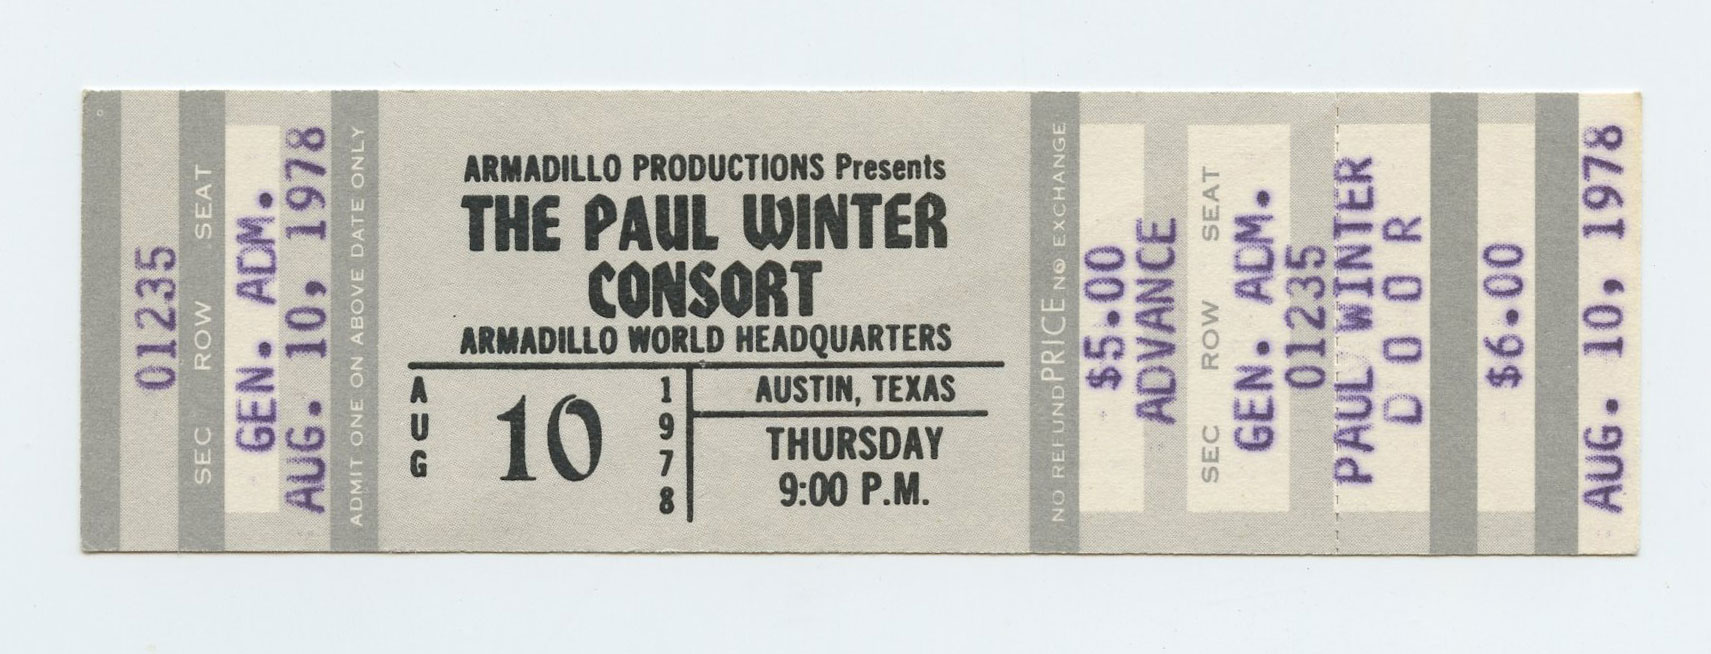 01235
SEC ROW SEAT
GEN. ADM.
AUG. 10, 1978
ADMIT ONE ON ABOVE DATE ONLY
ARMADILLO PRODUCTIONS Presents
THE PAUL WINTER
CONSORT
ARMADILLO WORLD HEADQUARTERS
AUG
10
1978
AUSTIN, TEXAS
THURSDAY
9:00 P.M.
NO REFUND PRICE NO EXCHANGE
$5.00
ADVANCE
SEC ROW SEAT
GEN. ADM.
01235
PAUL WINTER
DOOR
$6.00
AUG. 10, 1978